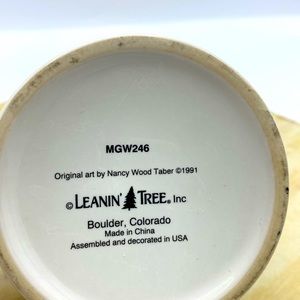 MGW246
Original art by Nancy Wood Taber ©1991
© LEANIN' TREE, Inc
Boulder, Colorado
Made in China
Assembled and decorated in USA